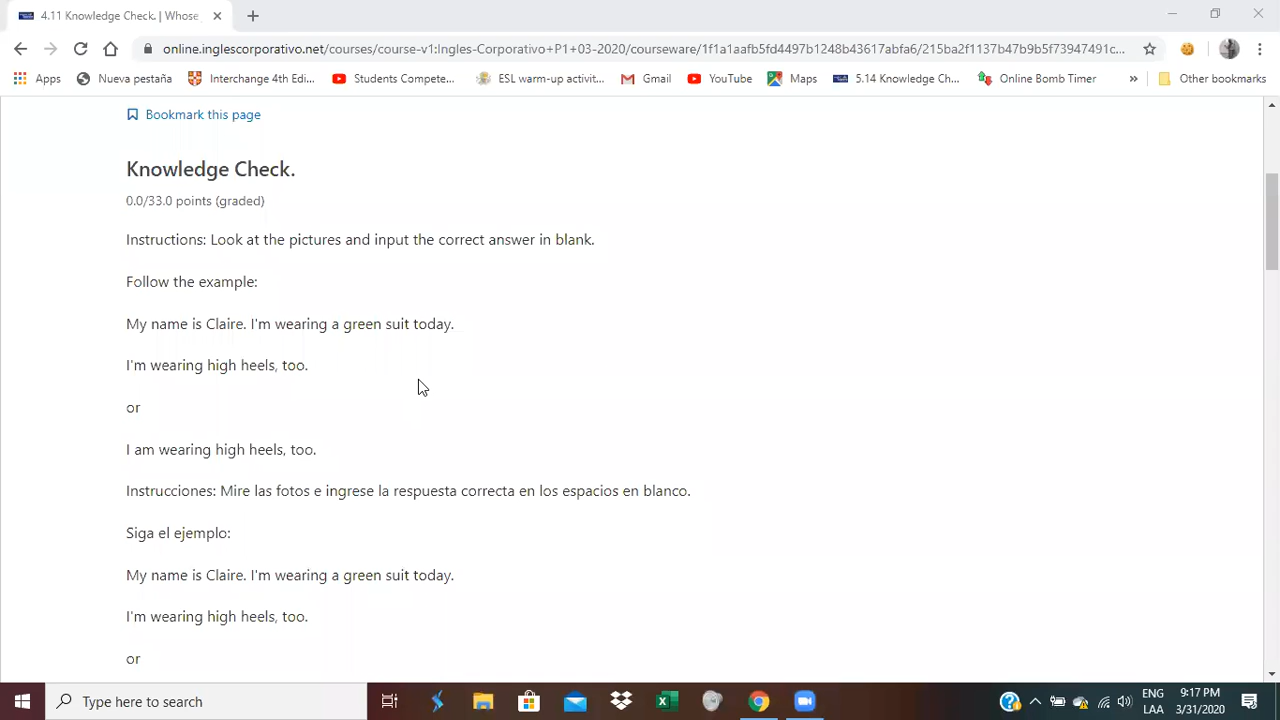 4.11 Knowledge Check. | Whose
online.inglescorporativo.net/courses/course-v1:Ingles-Corporativo+P1+03-2020/courseware/1f1a1aafb5fd4497b1248b43617abfa6/215ba2f1137b47b9b5f73947491c...
Apps Nueva pestaña Interchange 4th Edi... Students Compete... ESL warm-up activit... Gmail YouTube Maps 5.14 Knowledge Ch... Online Bomb Timer » Other bookmarks
Bookmark this page
Knowledge Check.
0.0/33.0 points (graded)
Instructions: Look at the pictures and input the correct answer in blank.
Follow the example:
My name is Claire. I'm wearing a green suit today.
I'm wearing high heels, too.
or
I am wearing high heels, too.
Instrucciones: Mire las fotos e ingrese la respuesta correcta en los espacios en blanco.
Siga el ejemplo:
My name is Claire. I'm wearing a green suit today.
I'm wearing high heels, too.
or
Type here to search
ENG 9:17 PM
LAA 3/31/2020